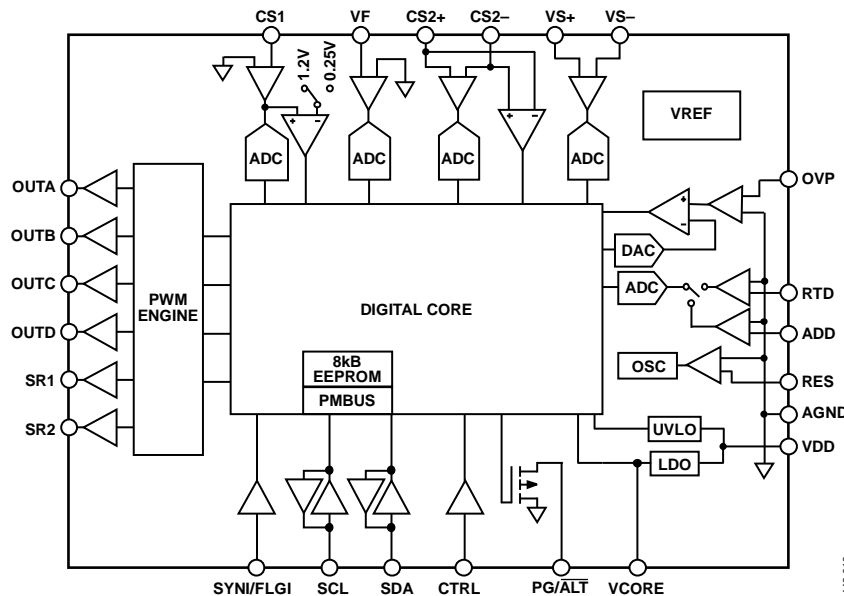 CS1 VF CS2+ CS2– VS+ VS–
1.2V
0.25V
+ –
+ –
VREF
ADC
ADC
ADC
ADC
OUTA
OUTB
OUTC
OUTD
SR1
SR2
PWM
ENGINE
DIGITAL CORE
8kB
EEPROM
PMBUS
+
–
DAC
ADC
OSC
UVLO
LDO
OVP
RTD
ADD
RES
AGND
VDD
SYNI/FLGI SCL SDA CTRL PG/ALT VCORE